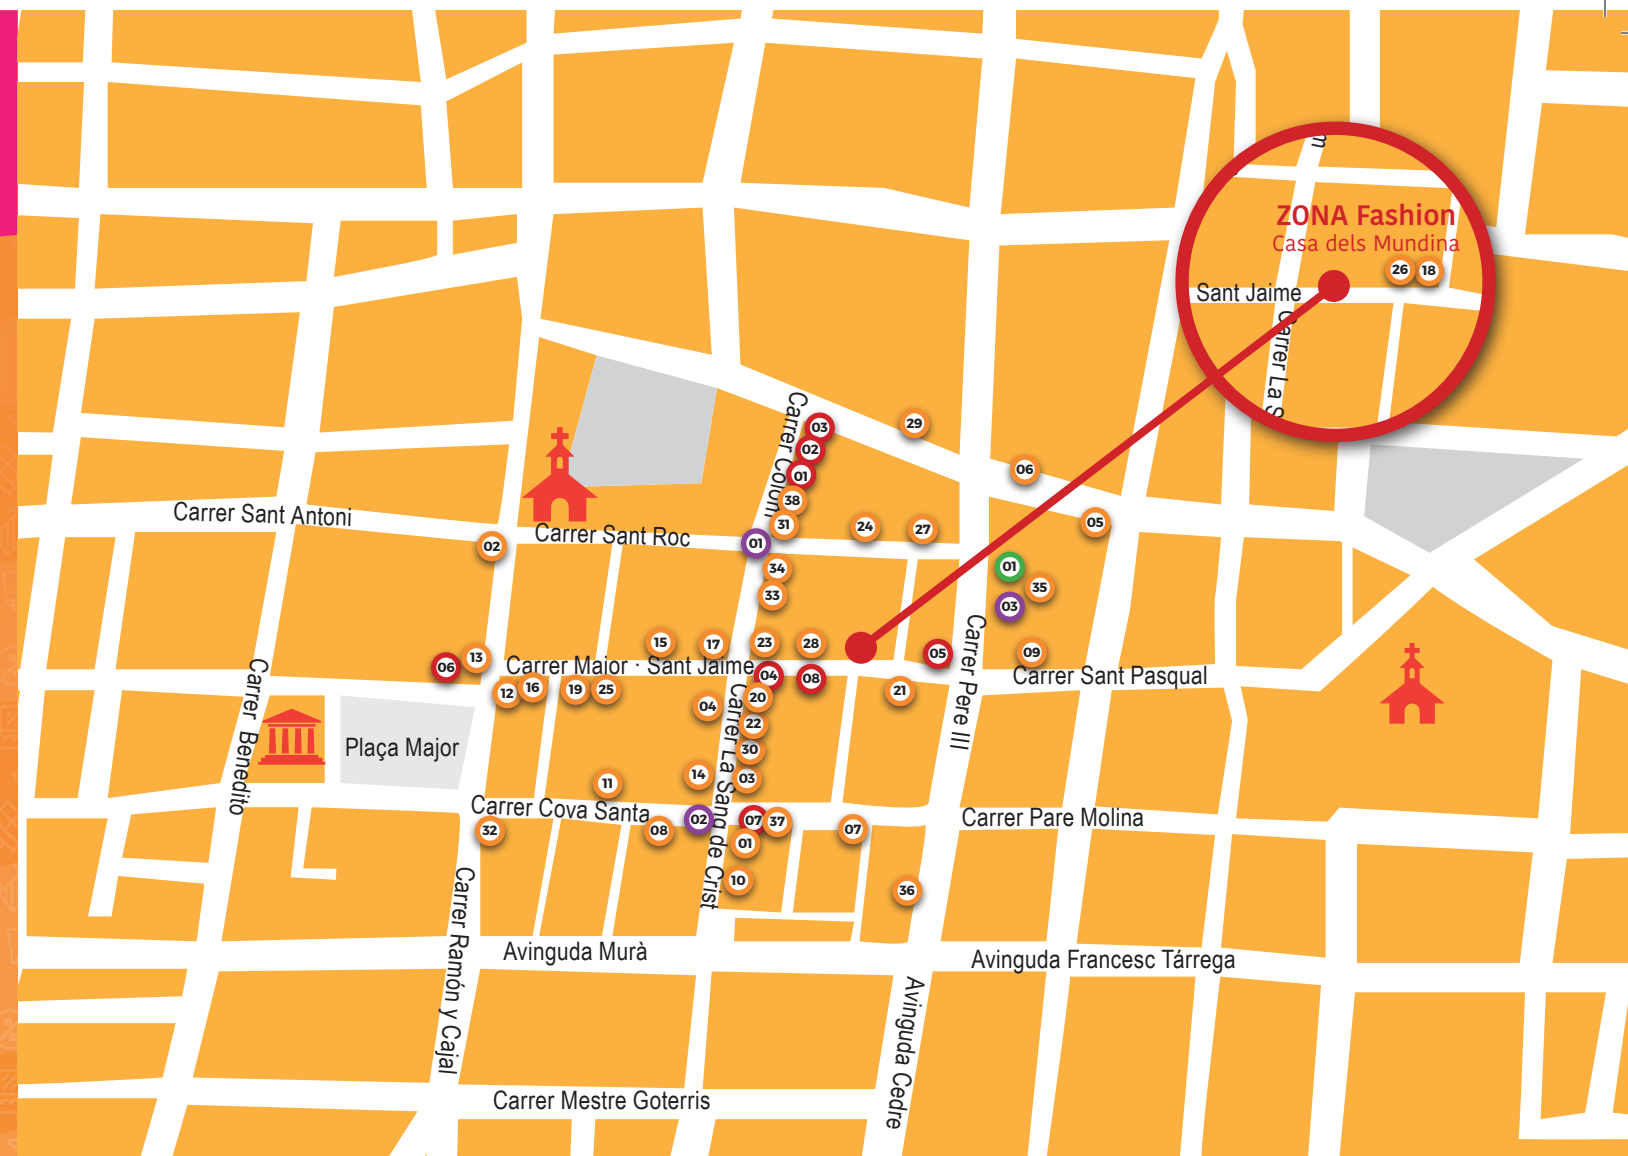 m
ZONA Fashion
Casa dels Mundina
26
18
Sant Jaime
Carrer La S
Carrer Colom
03
02
01
38
31
29
06
05
24
27
Carrer Sant Antoni
02
Carrer Sant Roc
01
34
33
01
35
03
15
17
23
28
05
09
06
13
Carrer Major · Sant Jaime
04
08
Carrer Pere III
Carrer Sant Pasqual
12
16
19
25
04
20
21
22
30
03
14
11
Carrer Benedito
Plaça Major
Carrer La Sang de Crist
Carrer Cova Santa
32
08
02
07
37
01
07
10
36
Carrer Pare Molina
Carrer Ramón y Cajal
Avinguda Murà
Avinguda Francesc Tárrega
Avinguda Cedre
Carrer Mestre Goterris